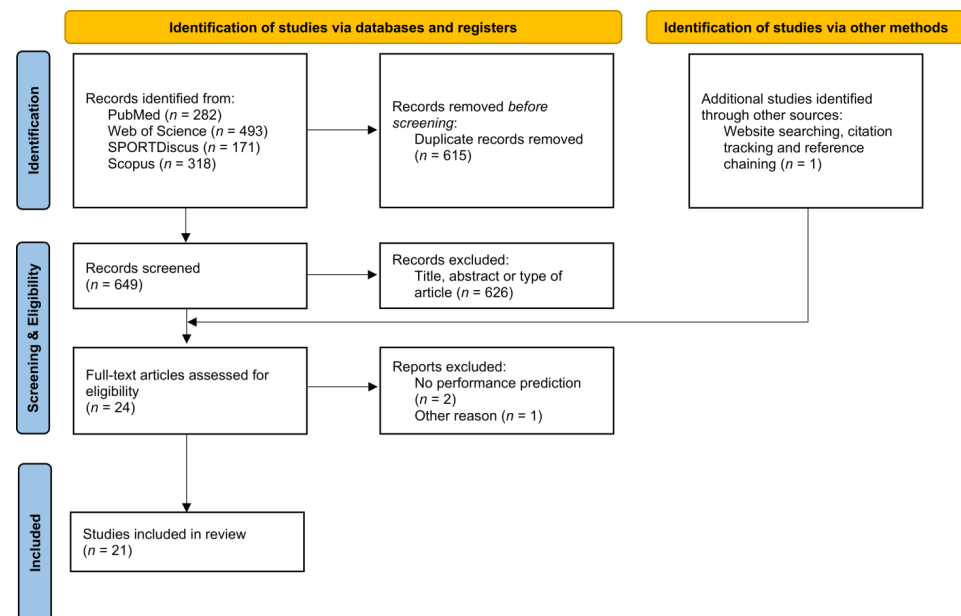 Identification of studies via databases and registers
Identification of studies via other methods
Identification
Records identified from:
PubMed (n = 282)
Web of Science (n = 493)
SPORTDiscus (n = 171)
Scopus (n = 318)
Records removed before
screening:
Duplicate records removed
(n = 615)
Additional studies identified
through other sources:
Website searching, citation
tracking and reference
chaining (n = 1)
Screening & Eligibility
Records screened
(n = 649)
Records excluded:
Title, abstract or type of
article (n = 626)
Full-text articles assessed for
eligibility
(n = 24)
Reports excluded:
No performance prediction
(n = 2)
Other reason (n = 1)
Included
Studies included in review
(n = 21)